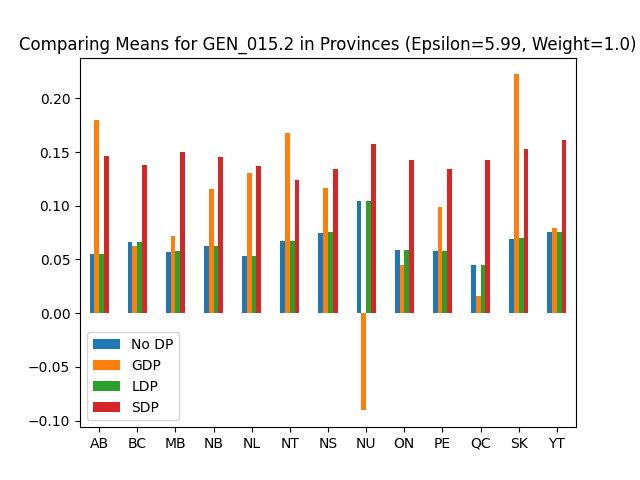 Comparing Means for GEN_015.2 in Provinces (Epsilon=5.99, Weight=1.0)
0.20
0.15
0.10
0.05
0.00
−0.05
−0.10
No DP
GDP
LDP
SDP
AB BC MB NB NL NT NS NU ON PE QC SK YT